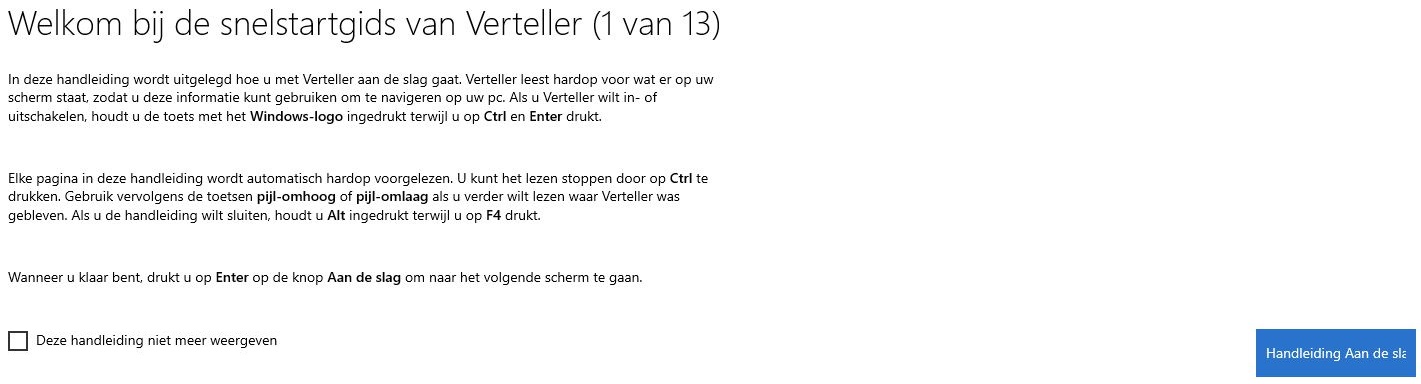 Welkom bij de snelstartgids van Verteller (1 van 13)
In deze handleiding wordt uitgelegd hoe u met Verteller aan de slag gaat. Verteller leest hardop voor wat er op uw
scherm staat, zodat u deze informatie kunt gebruiken om te navigeren op uw pc. Als u Verteller wilt in- of
uitschakelen, houdt u de toets met het Windows-logo ingedrukt terwijl u op Ctrl en Enter drukt.
Elke pagina in deze handleiding wordt automatisch hardop voorgelezen. U kunt het lezen stoppen door op Ctrl te
drukken. Gebruik vervolgens de toetsen pijl-omhoog of pijl-omlaag als u verder wilt lezen waar Verteller was
gebleven. Als u de handleiding wilt sluiten, houdt u Alt ingedrukt terwijl u op F4 drukt.
Wanneer u klaar bent, drukt u op Enter op de knop Aan de slag om naar het volgende scherm te gaan.
Deze handleiding niet meer weergeven
Handleiding Aan de sla